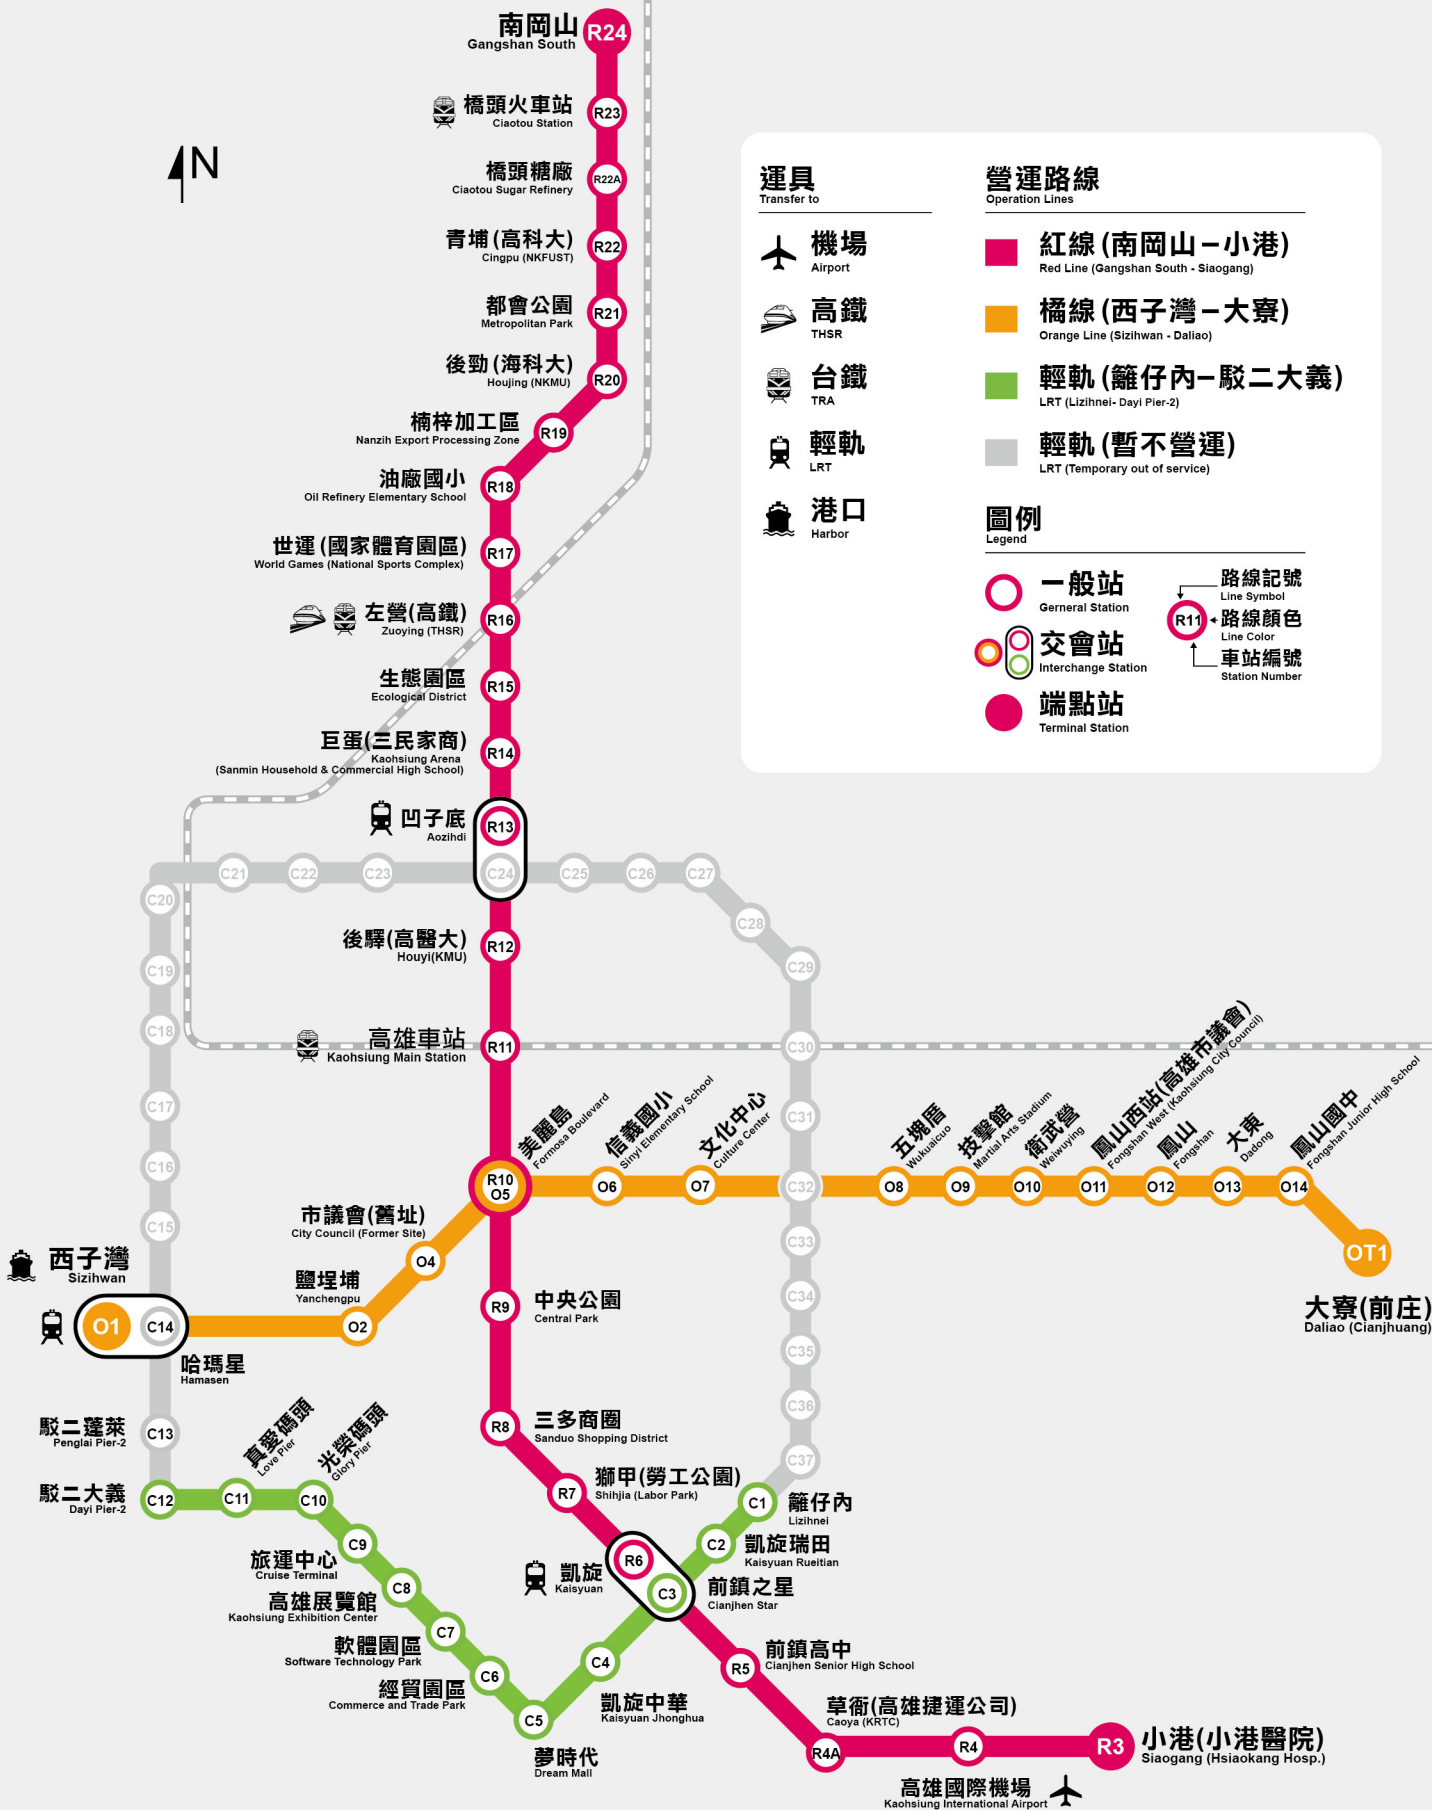 南岡山
Gangshan South
R24
橋頭火車站
Ciaotou Station
R23
橋頭糖廠
Ciaotou Sugar Refinery
R22A
青埔(高科大)
Cingpu (NKFUST)
R22
都會公園
Metropolitan Park
R21
後勁(海科大)
Houjing (NKMU)
R20
楠梓加工區
Nanzih Export Processing Zone
R19
油廠國小
Oil Refinery Elementary School
R18
世運(國家體育園區)
World Games (National Sports Complex)
R17
左營(高鐵)
Zuoying (THSR)
R16
生態園區
Ecological District
R15
巨蛋(三民家商)
Kaohsiung Arena
(Sanmin Household & Commercial High School)
R14
凹子底
Aozihdi
R13
C24
N
運具
Transfer to
機場
Airport
高鐵
THSR
台鐵
TRA
輕軌
LRT
港口
Harbor
營運路線
Operation Lines
紅線(南岡山－小港)
Red Line (Gangshan South - Siaogang)
橘線(西子灣－大寮)
Orange Line (Sizihwan - Daliao)
輕軌(籬仔內－駁二大義)
LRT (Lizihnei- Dayi Pier-2)
輕軌(暫不營運)
LRT (Temporary out of service)
圖例
Legend
一般站
Gerneral Station
交會站
Interchange Station
端點站
Terminal Station
R11
路線記號
Line Symbol
路線顏色
Line Color
車站編號
Station Number
C20
C21
C22
C23
C25
C26
C27
C28
C29
C30
C31
C32
C33
C34
C35
C36
C37
C19
C18
C17
C16
C15
後驛(高醫大)
Houyi(KMU)
R12
高雄車站
Kaohsiung Main Station
R11
美麗島
Formosa Boulevard
R10
O5
信義國小
Sinyi Elementary School
O6
文化中心
Culture Center
O7
五塊厝
Wukuaicuo
O8
技擊館
Martial Arts Stadium
O9
衛武營
Weiwuying
O10
鳳山西站(高雄市議會)
Fongshan West (Kaohsiung City Council)
O11
鳳山
Fongshan
O12
大東
Dadong
O13
鳳山國中
Fongshan Junior High School
O14
OT1
大寮(前庄)
Daliao (Cianjhuang)
市議會(舊址)
City Council (Former Site)
O4
鹽埕埔
Yanchengpu
O2
西子灣
Sizihwan
O1
C14
哈瑪星
Hamasen
中央公園
Central Park
R9
三多商圈
Sanduo Shopping District
R8
獅甲(勞工公園)
Shihjia (Labor Park)
R7
凱旋
Kaisyuan
R6
C3
前鎮之星
Cianjhen Star
前鎮高中
Cianjhen Senior High School
R5
草衙(高雄捷運公司)
Caoya (KRTC)
R4A
R4
高雄國際機場
Kaohsiung International Airport
R3
小港(小港醫院)
Siaogang (Hsiaokang Hosp.)
駁二蓬萊
Penglai Pier-2
C13
駁二大義
Dayi Pier-2
C12
真愛碼頭
Love Pier
C11
光榮碼頭
Glory Pier
C10
旅運中心
Cruise Terminal
C9
高雄展覽館
Kaohsiung Exhibition Center
C8
軟體園區
Software Technology Park
C7
經貿園區
Commerce and Trade Park
C6
夢時代
Dream Mall
C5
凱旋中華
Kaisyuan Jhonghua
C4
凱旋瑞田
Kaisyuan Rueitian
C2
籬仔內
Lizihnei
C1